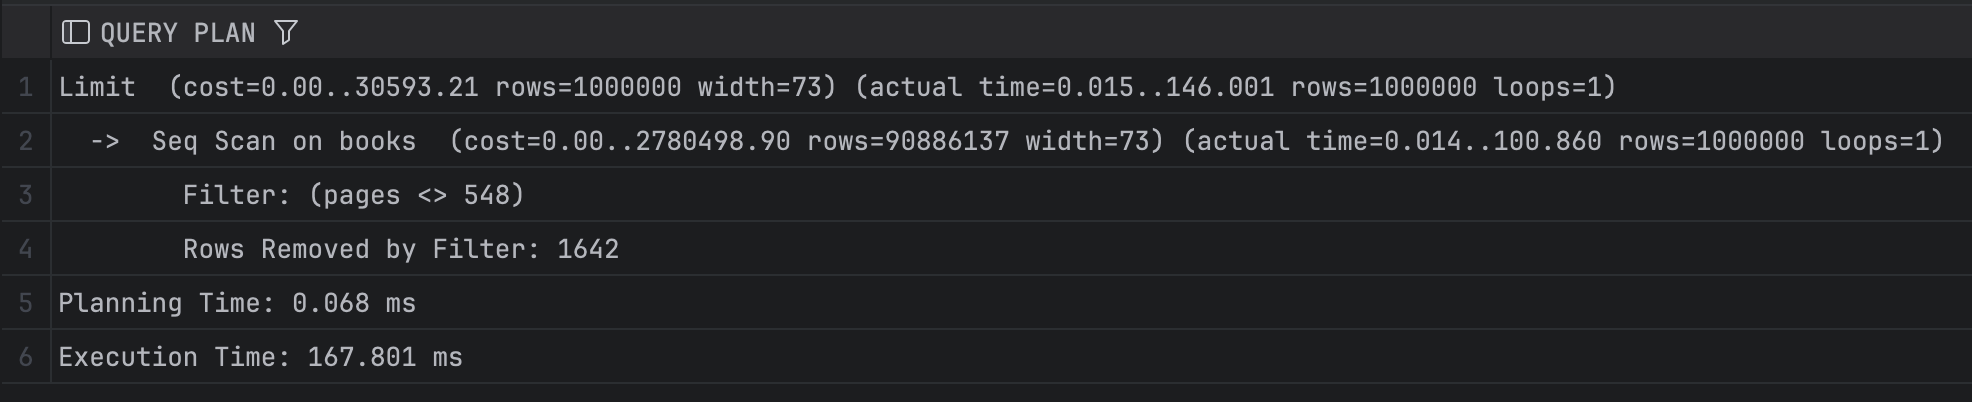 QUERY PLAN
1 Limit  (cost=0.00..30593.21 rows=1000000 width=73) (actual time=0.015..146.001 rows=1000000 loops=1)
2   ->  Seq Scan on books  (cost=0.00..2780498.90 rows=90886137 width=73) (actual time=0.014..100.860 rows=1000000 loops=1)
3         Filter: (pages <> 548)
4         Rows Removed by Filter: 1642
5 Planning Time: 0.068 ms
6 Execution Time: 167.801 ms